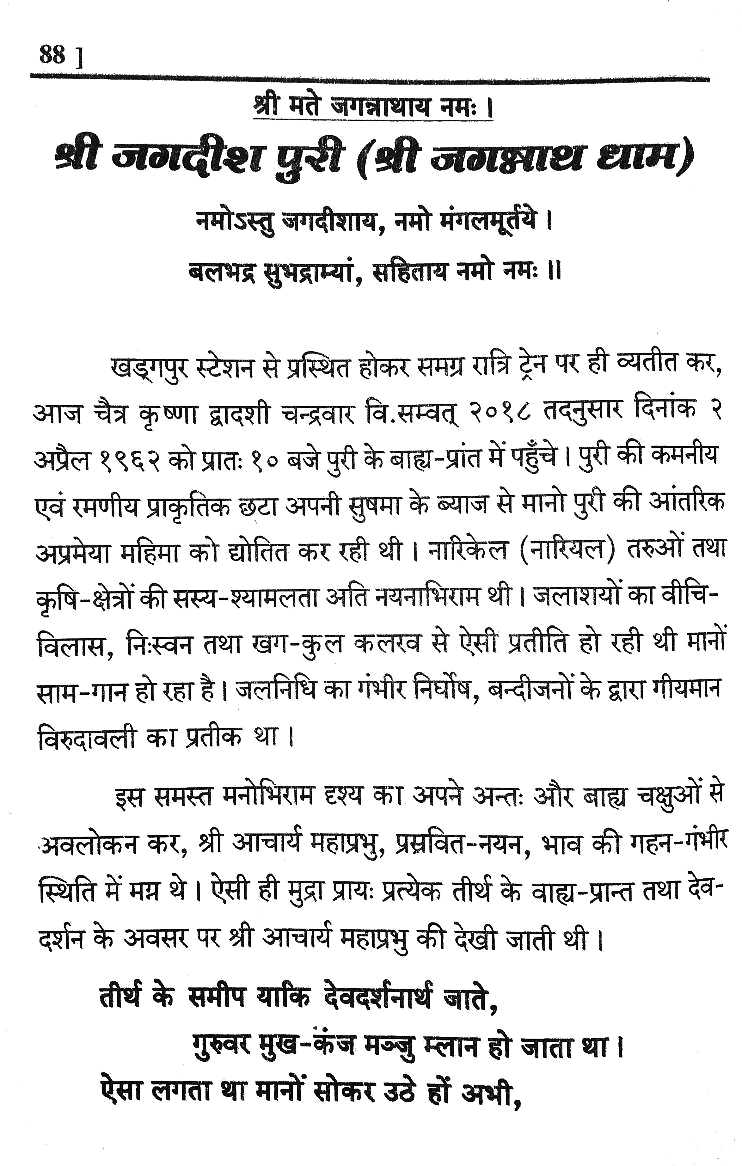 88 ]
श्री मते जगन्नाथाय नमः।
श्री जगदीश पुरी (श्री जगन्नाथ धाम)
नमोऽस्तु जगदीशाय, नमो मंगलमूर्तये।
बलभद्र सुभद्राम्यां, सहिताय नमो नमः॥
खड्गपुर स्टेशन से प्रस्थित होकर समग्र रात्रि ट्रेन पर ही व्यतीत कर,
आज चैत्र कृष्णा द्वादशी चन्द्रवार वि.सम्वत् २०१८ तदनुसार दिनांक २
अप्रैल १९६२ को प्रातः १० बजे पुरी के बाह्य-प्रांत में पहुँचे। पुरी की कमनीय
एवं रमणीय प्राकृतिक छटा अपनी सुषमा के ब्याज से मानो पुरी की आंतरिक
अप्रमेया महिमा को द्योतित कर रही थी। नारिकेल (नारियल) तरुओं तथा
कृषि-क्षेत्रों की सस्य-श्यामलता अति नयनाभिराम थी। जलाशयों का वीचि-
विलास, निःस्वन तथा खग-कुल कलरव से ऐसी प्रतीति हो रही थी मानों
साम-गान हो रहा है। जलनिधि का गंभीर निर्घोष, बन्दीजनों के द्वारा गीयमान
विरुदावली का प्रतीक था।
इस समस्त मनोभिराम दृश्य का अपने अन्तः और बाह्य चक्षुओं से
अवलोकन कर, श्री आचार्य महाप्रभु, प्रस्रवित-नयन, भाव की गहन-गंभीर
स्थिति में मग्न थे। ऐसी ही मुद्रा प्रायः प्रत्येक तीर्थ के वाह्य-प्रान्त तथा देव-
दर्शन के अवसर पर श्री आचार्य महाप्रभु की देखी जाती थी।
तीर्थ के समीप याकि देवदर्शनार्थ जाते,
गुरुवर मुख-कंज मञ्जु म्लान हो जाता था।
ऐसा लगता था मानों सोकर उठे हों अभी,